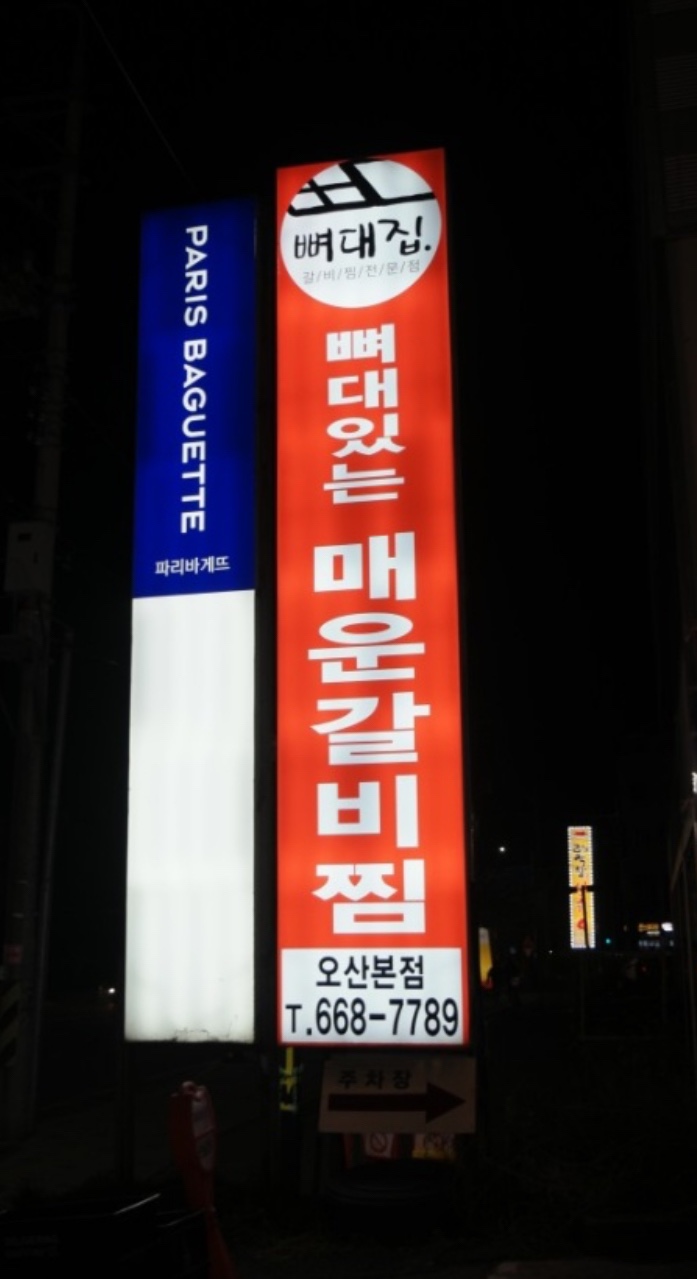 PARIS BAGUETTE
파리바게뜨
뼈대집.
갈/비/찜/전/문/점
뼈대있는 매운갈비찜
오산본점
T.668-7789
주차장